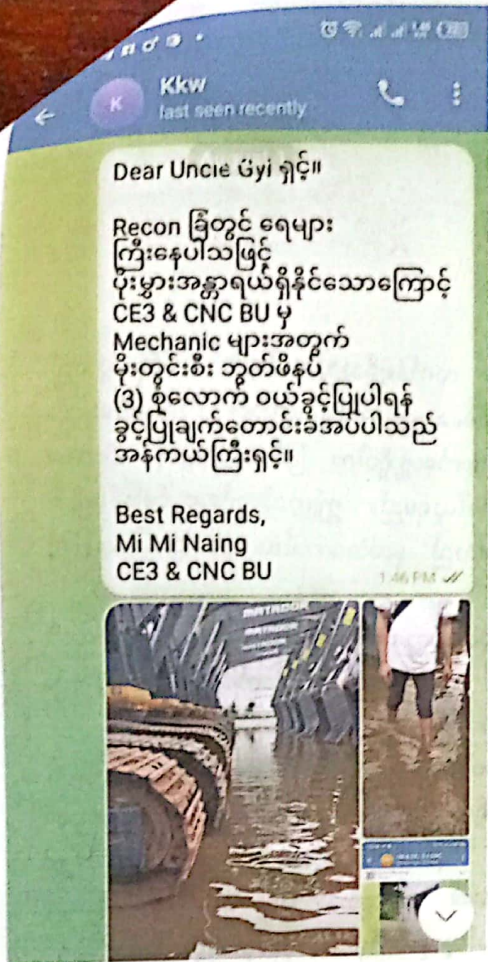 Kkw
last seen recently
K
Dear Uncle Gyi ရှင့်။
Recon ခြံတွင် ရေများ
ကြီးနေပါသဖြင့်
ပိုးမွှားအန္တာရယ်ရှိနိုင်သောကြောင့်
CE3 & CNC BU မှ
Mechanic များအတွက်
မိုးတွင်းစီး ဘွတ်ဖိနပ်
(3) စုံလောက် ဝယ်ခွင့်ပြုပါရန်
ခွင့်ပြုချက်တောင်းခံအပ်ပါသည်
အန်ကယ်ကြီးရှင့်။
Best Regards,
Mi Mi Naing
CE3 & CNC BU
1:46 PM
MATADOR
MATADOR